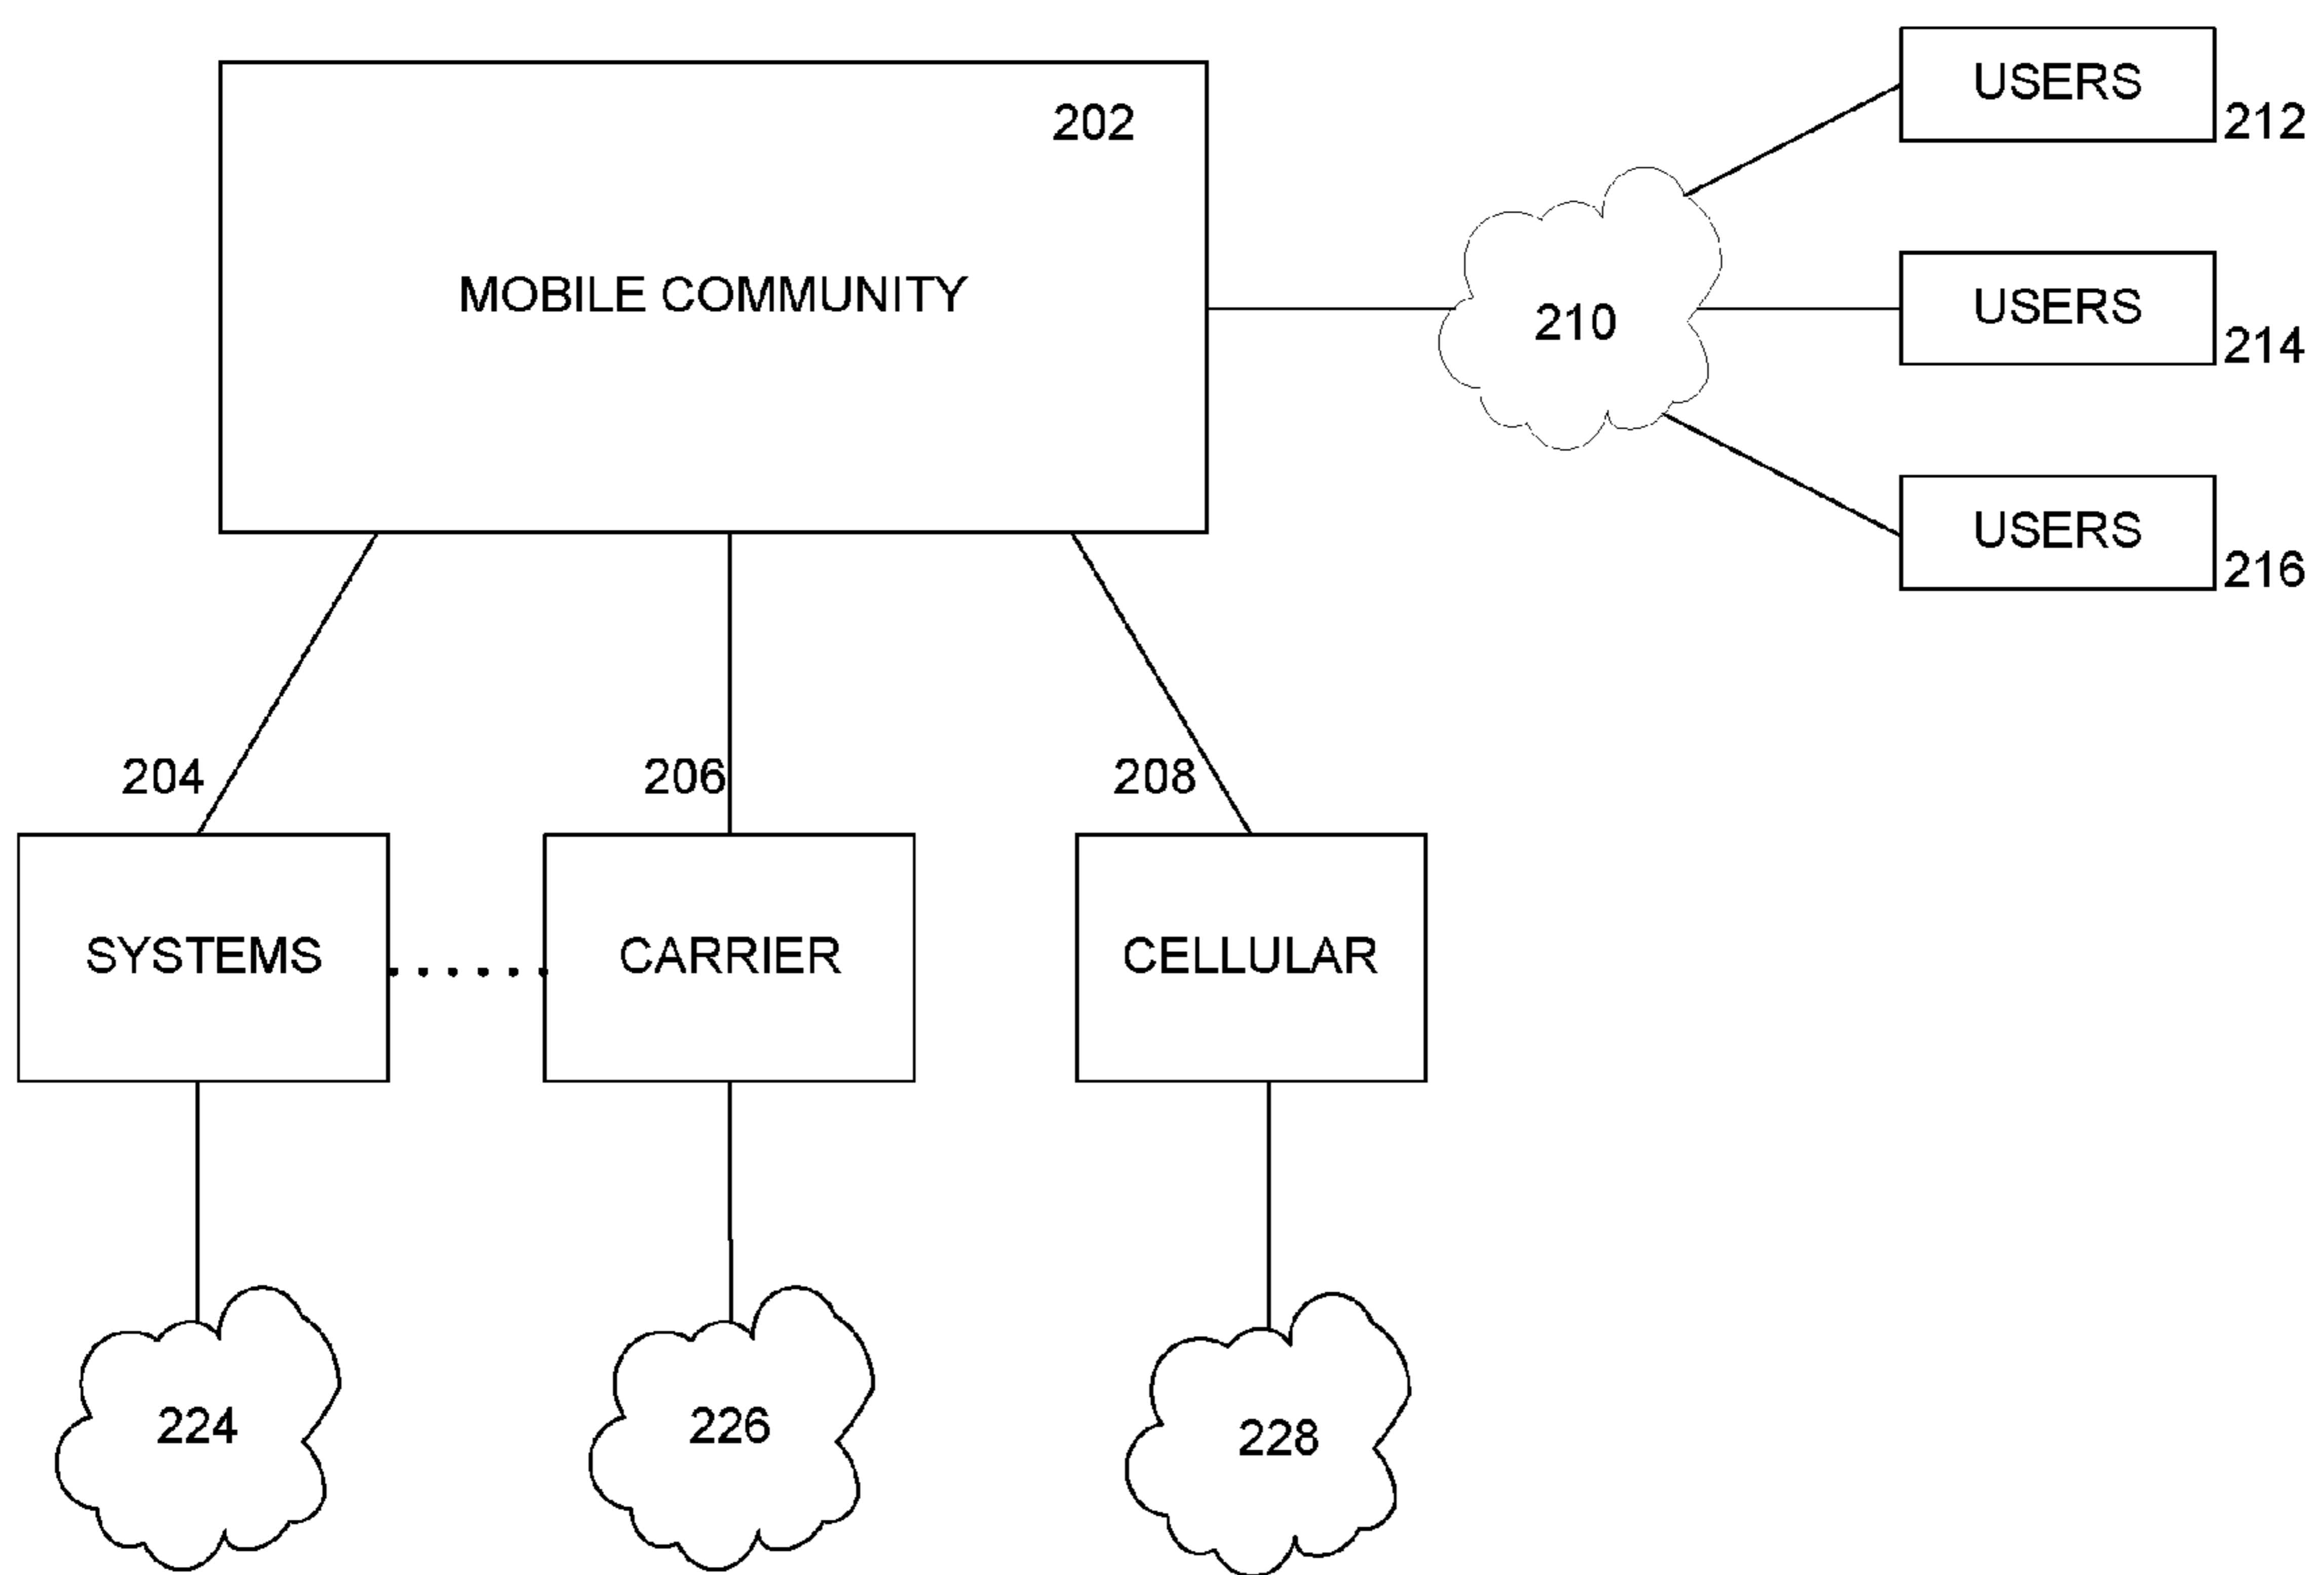 USERS
212
202
MOBILE COMMUNITY
210
USERS
214
USERS
216
204
206
208
SYSTEMS
CARRIER
CELLULAR
224
226
228